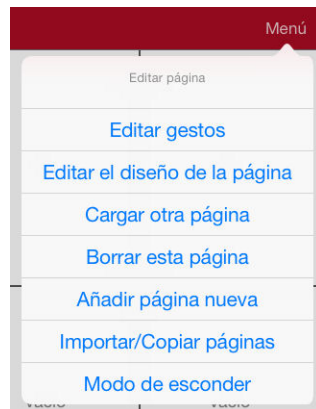 Menú
Editar página
Editar gestos
Editar el diseño de la página
Cargar otra página
Borrar esta página
Añadir página nueva
Importar/Copiar páginas
Modo de esconder